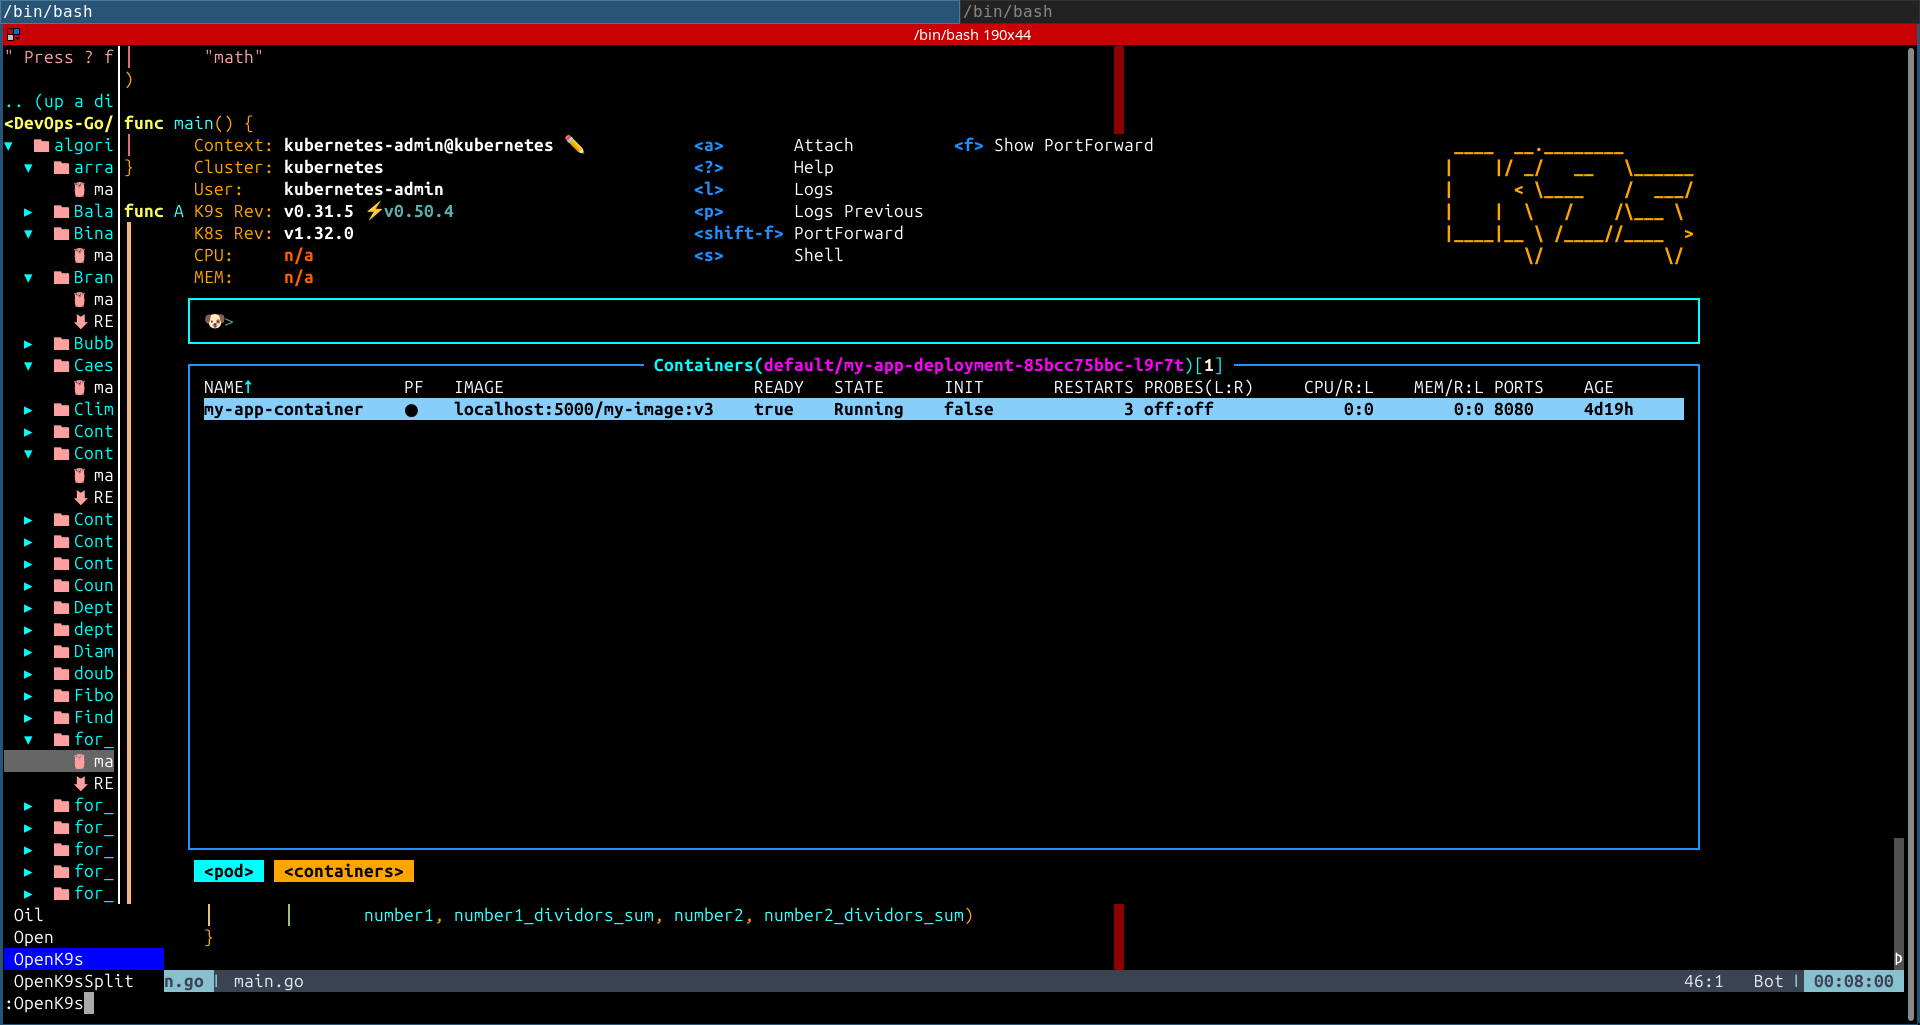 /bin/bash
/bin/bash
/bin/bash 190x44
" Press ? f
"math"
)
.. (up a di
<DevOps-Go/
func main() {
▼ algori
Context: kubernetes-admin@kubernetes
<a> Attach
<f> Show PortForward
▼ arra
}
Cluster: kubernetes
<?> Help
ma
User: kubernetes-admin
<l> Logs
▶ Bala
func A
K9s Rev: v0.31.5 ⚡v0.50.4
<p> Logs Previous
▼ Bina
K8s Rev: v1.32.0
<shift-f> PortForward
ma
CPU: n/a
<s> Shell
▼ Bran
MEM: n/a
ma
🐶>
RE
▶ Bubb
▼ Caes
Containers(default/my-app-deployment-85bcc75bbc-l9r7t)[1]
ma
NAME↑ PF IMAGE READY STATE INIT RESTARTS PROBES(L:R) CPU/R:L MEM/R:L PORTS AGE
▶ Clim
my-app-container ● localhost:5000/my-image:v3 true Running false 3 off:off 0:0 0:0 8080 4d19h
▶ Cont
▼ Cont
ma
RE
▶ Cont
▶ Cont
▶ Cont
▶ Coun
▶ Dept
▶ dept
▶ Diam
▶ doub
▶ Fibo
▶ Find
▼ for_
ma
RE
▶ for_
▶ for_
▶ for_
▶ for_
<pod> <containers>
▶ for_
Oil
number1, number1_dividors_sum, number2, number2_dividors_sum)
Open
}
OpenK9s
OpenK9sSplit
n.go
main.go
46:1 Bot
00:08:00
:OpenK9s